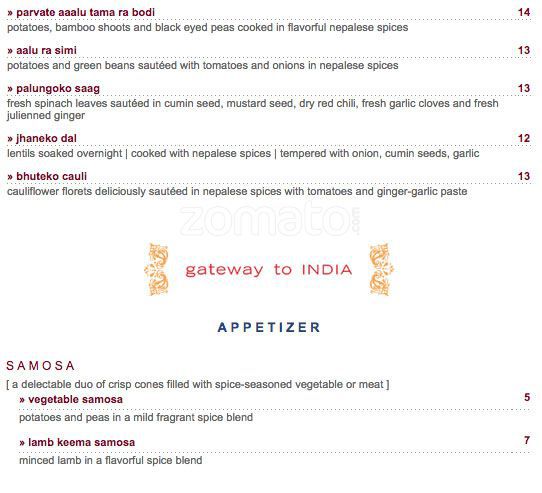 » parvate aaalu tama ra bodi 14
potatoes, bamboo shoots and black eyed peas cooked in flavorful nepalese spices
» aalu ra simi 13
potatoes and green beans sautéed with tomatoes and onions in nepalese spices
» palungoko saag 13
fresh spinach leaves sautéed in cumin seed, mustard seed, dry red chili, fresh garlic cloves and fresh
julienned ginger
» jhaneko dal 12
lentils soaked overnight | cooked with nepalese spices | tempered with onion, cumin seeds, garlic
» bhuteko cauli 13
cauliflower florets deliciously sautéed in nepalese spices with tomatoes and ginger-garlic paste
zomato.com
gateway to INDIA
APPETIZER
SAMOSA
[ a delectable duo of crisp cones filled with spice-seasoned vegetable or meat ]
» vegetable samosa 5
potatoes and peas in a mild fragrant spice blend
» lamb keema samosa 7
minced lamb in a flavorful spice blend